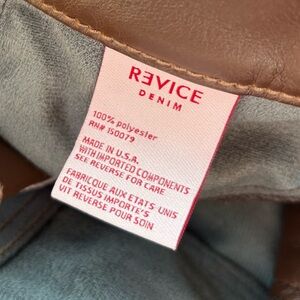 REVICE
DENIM
100% polyester
RN# 150079
MADE IN U.S.A.
WITH IMPORTED COMPONENTS
SEE REVERSE FOR CARE
FABRIQUE AUX ETATS UNIS
DE TISSUS IMPORTE'S
VIT REVERSE POUR SOIN